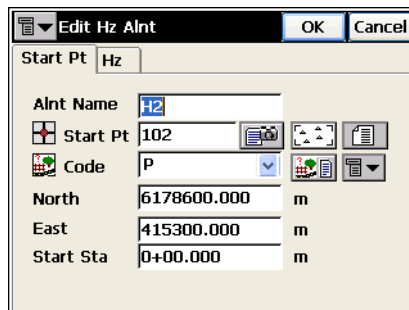 Edit Hz Alnt OK Cancel
Start Pt Hz
Alnt Name H2
Start Pt 102
Code P
North 6178600.000 m
East 415300.000 m
Start Sta 0+00.000 m